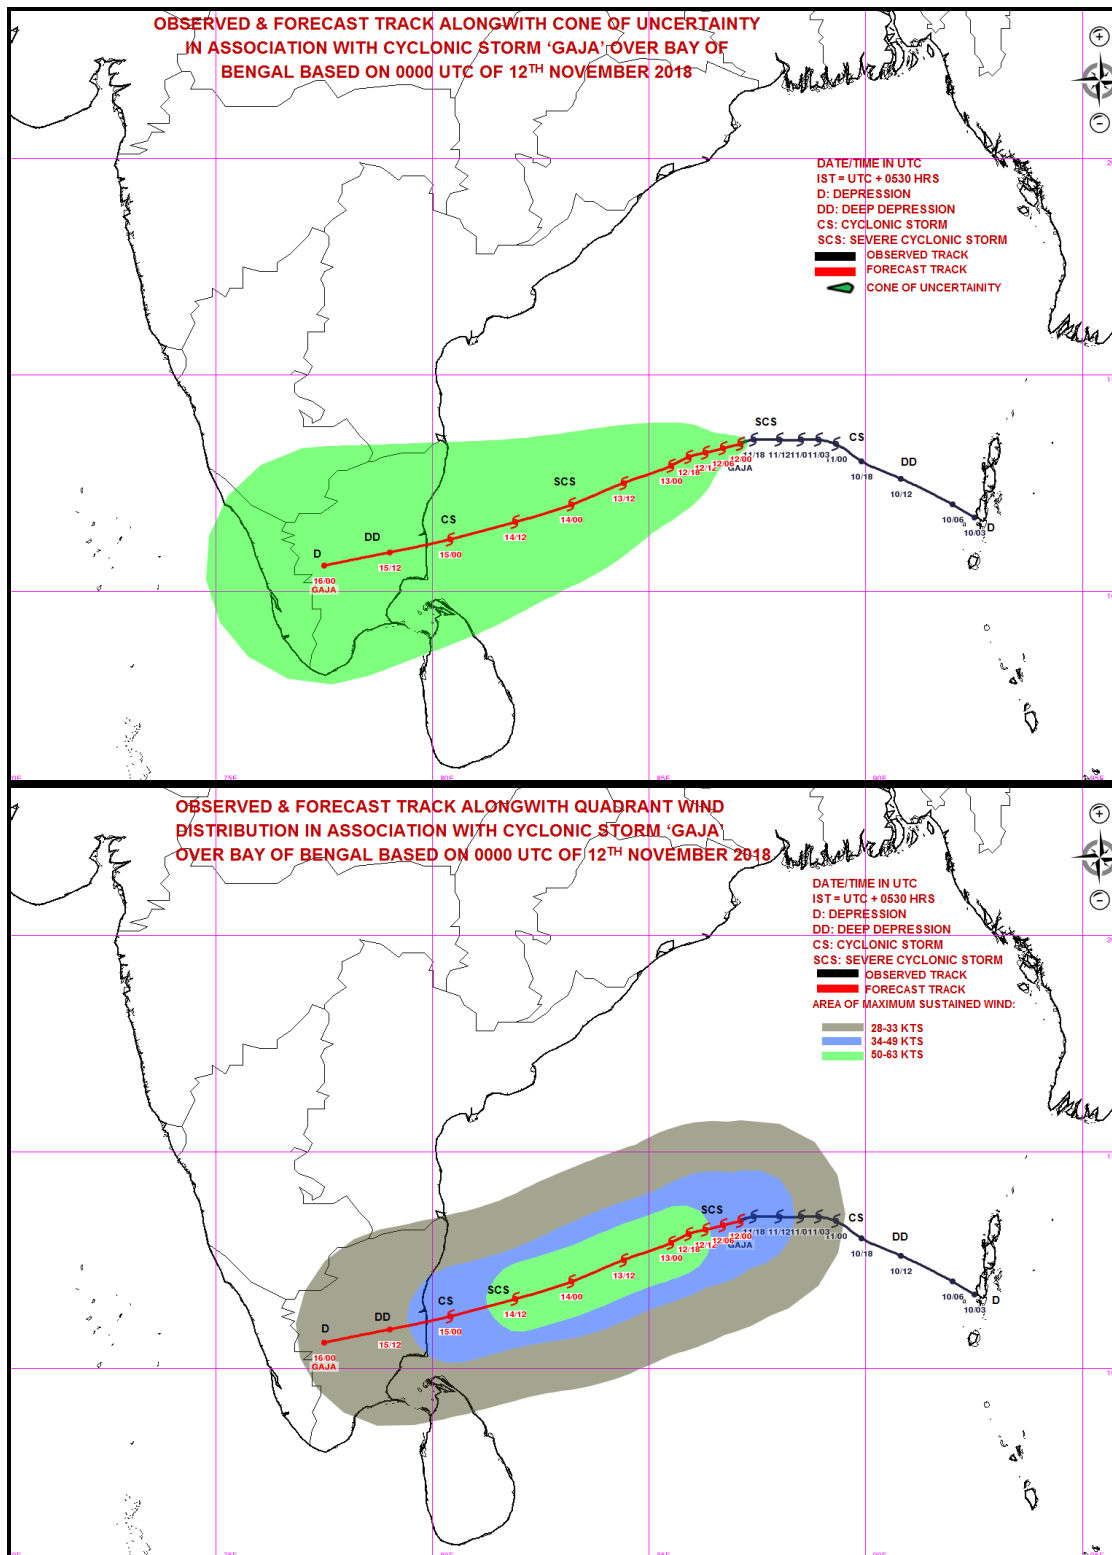 OBSERVED & FORECAST TRACK ALONGWITH CONE OF UNCERTAINTY
IN ASSOCIATION WITH CYCLONIC STORM ‘GAJA’ OVER BAY OF
BENGAL BASED ON 0000 UTC OF 12TH NOVEMBER 2018
DATE/TIME IN UTC
IST = UTC + 0530 HRS
D: DEPRESSION
DD: DEEP DEPRESSION
CS: CYCLONIC STORM
SCS: SEVERE CYCLONIC STORM
OBSERVED TRACK
FORECAST TRACK
CONE OF UNCERTAINITY
SCS
CS
DD
D
11/18
11/12
11/03
11/00
10/18
10/12
10/06
10/03
12/00
GAJA
12/06
12/12
12/18
13/00
13/12
SCS
14/00
14/12
CS
15/00
DD
15/12
D
16/00
GAJA
75E
80E
85E
90E
OBSERVED & FORECAST TRACK ALONGWITH QUADRANT WIND
DISTRIBUTION IN ASSOCIATION WITH CYCLONIC STORM ‘GAJA’
OVER BAY OF BENGAL BASED ON 0000 UTC OF 12TH NOVEMBER 2018
DATE/TIME IN UTC
IST = UTC + 0530 HRS
D: DEPRESSION
DD: DEEP DEPRESSION
CS: CYCLONIC STORM
SCS: SEVERE CYCLONIC STORM
OBSERVED TRACK
FORECAST TRACK
AREA OF MAXIMUM SUSTAINED WIND:
28-33 KTS
34-49 KTS
50-63 KTS
SCS
CS
DD
D
11/18
11/12
11/03
11/00
10/18
10/12
10/06
10/03
12/00
GAJA
12/06
12/12
12/18
13/00
13/12
14/00
SCS
14/12
CS
15/00
DD
15/12
D
16/00
GAJA